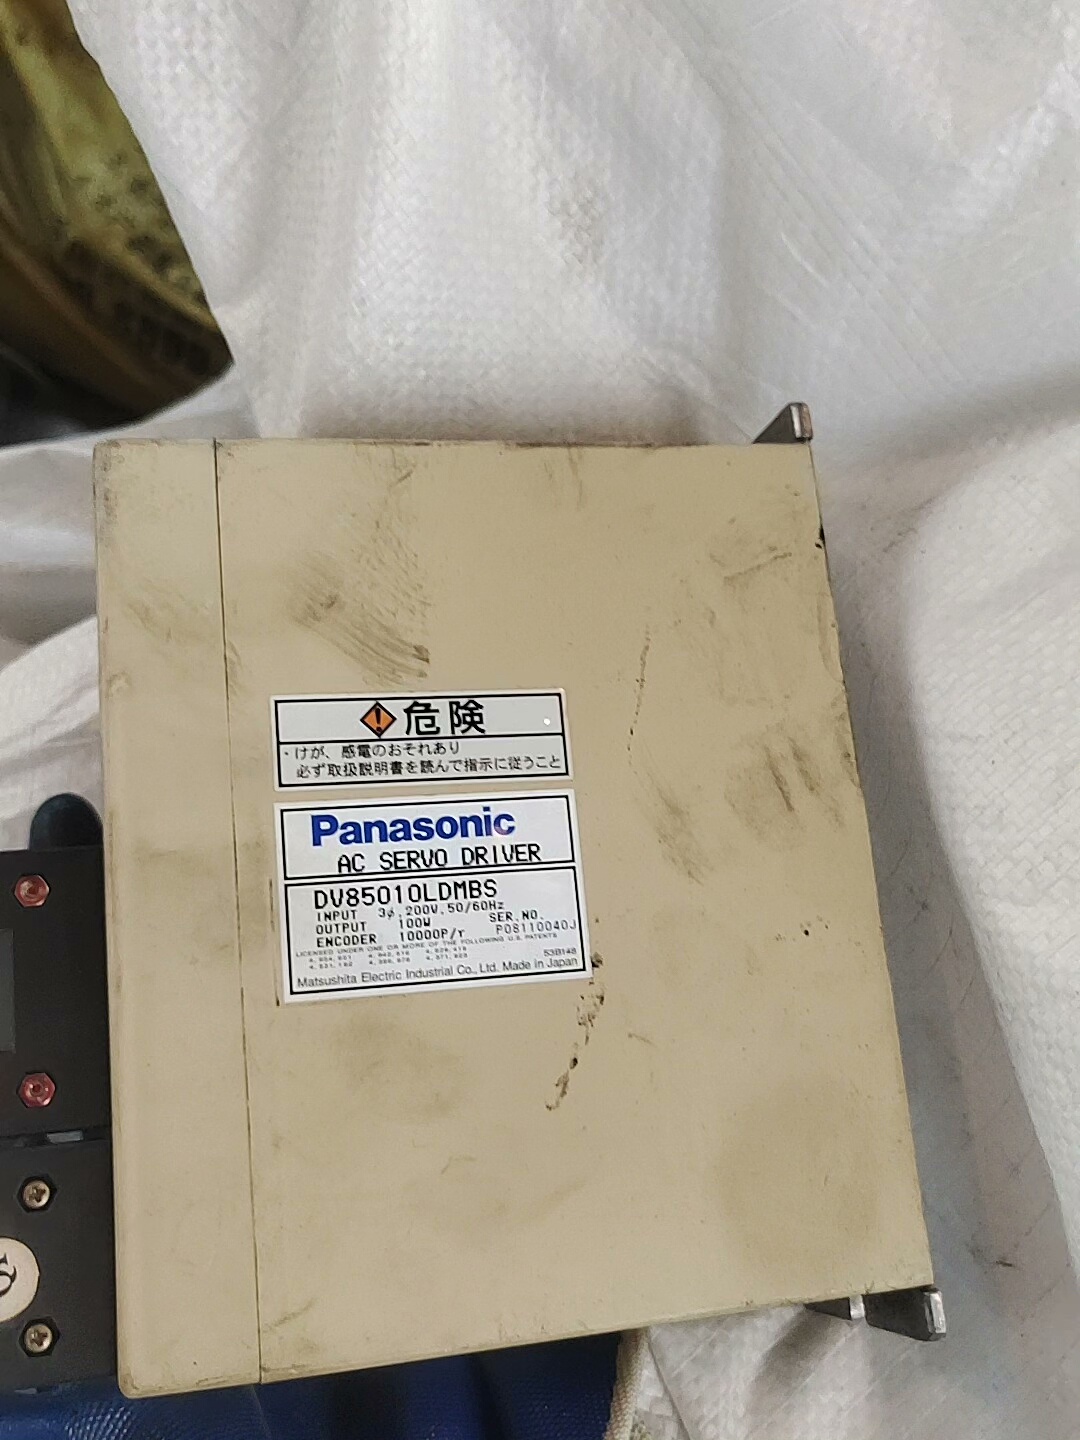 危険
・けが、感電のおそれあり
必ず取扱説明書を読んで指示に従うこと
Panasonic
AC SERVO DRIVER
DV85010LDMBS
INPUT 3φ, 200V, 50/60Hz
OUTPUT 100W SER.NO.
ENCODER 10000P/r P08110040J
LICENSED UNDER ONE OR MORE OF THE FOLLOWING U.S. PATENTS
53B148
Matsushita Electric Industrial Co., Ltd. Made in Japan
S